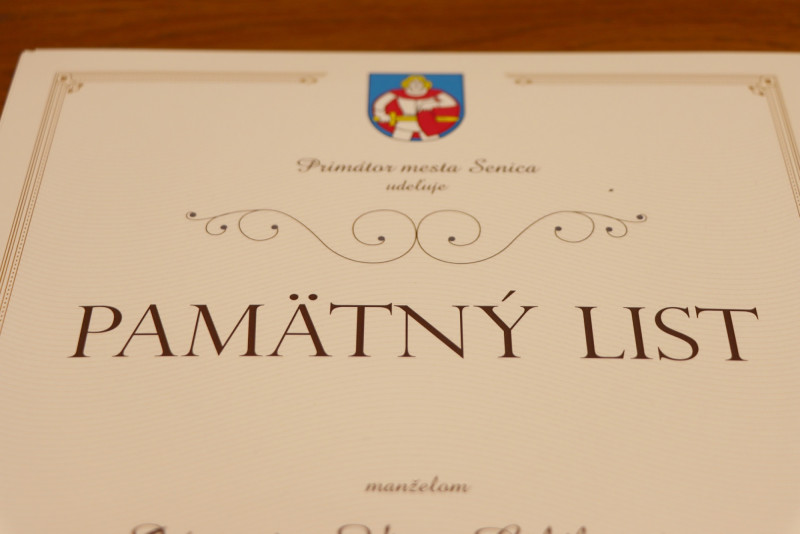 Primátor mesta Senica
udeľuje
PAMÄTNÝ LIST
manželom